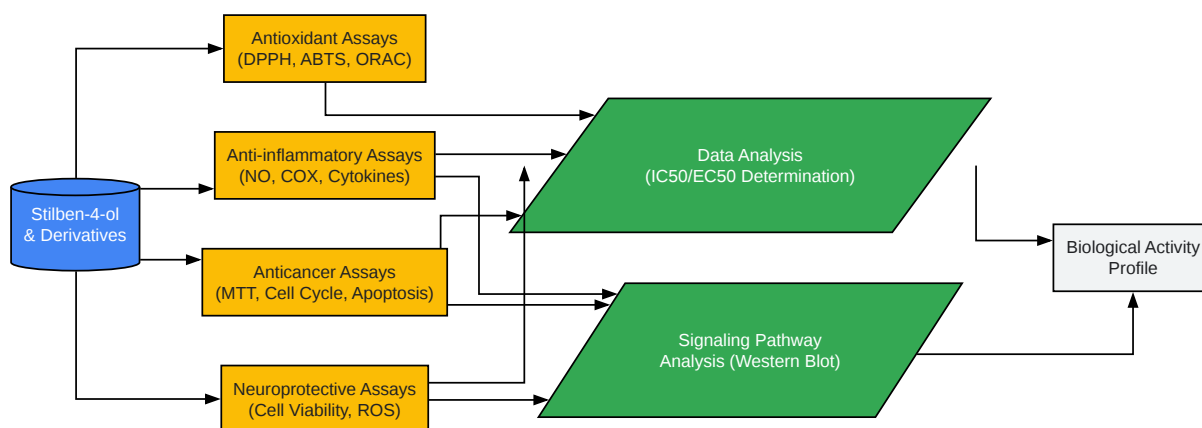 Antioxidant Assays
(DPPH, ABTS, ORAC)
Anti-inflammatory Assays
(NO, COX, Cytokines)
Data Analysis
(IC50/EC50 Determination)
Stilben-4-ol
& Derivatives
Biological Activity
Profile
Anticancer Assays
(MTT, Cell Cycle, Apoptosis)
Signaling Pathway
Analysis (Western Blot)
Neuroprotective Assays
(Cell Viability, ROS)